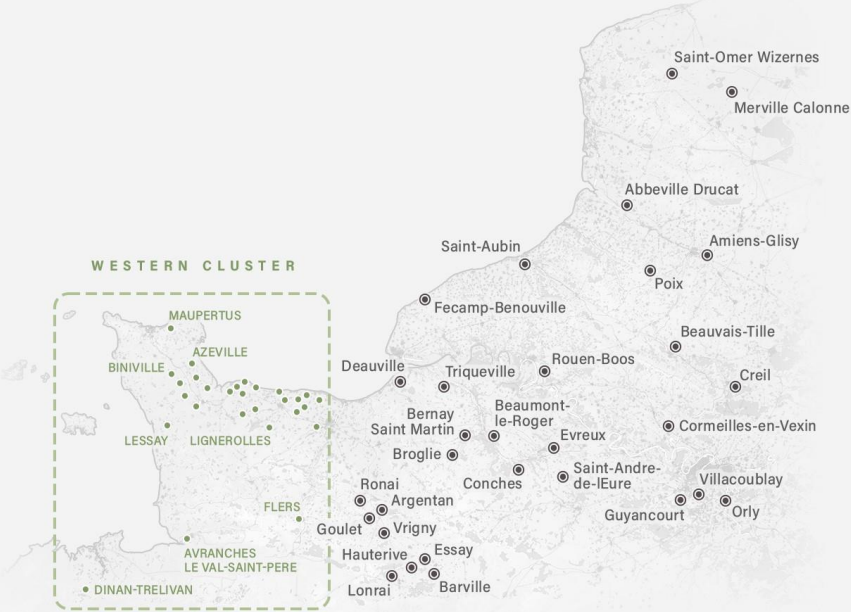 Saint-Omer Wizernes
Merville Calonne
Abbeville Drucat
Saint-Aubin
Amiens-Glisy
WESTERN CLUSTER
Poix
Fecamp-Benouville
MAUPERTUS
Beauvais-Tille
AZEVILLE
Rouen-Boos
BINIVILLE
Deauville
Triqueville
Creil
Bernay
Saint Martin
Beaumont-
le-Roger
Cormeilles-en-Vexin
LESSAY
LIGNEROLLES
Evreux
Broglie
Conches
Saint-Andre-
de-lEure
Ronai
Villacoublay
Argentan
FLERS
Guyancourt
Orly
Goulet
Vrigny
AVRANCHES
LE VAL-SAINT-PERE
Hauterive
Essay
DINAN-TRELIVAN
Lonrai
Barville